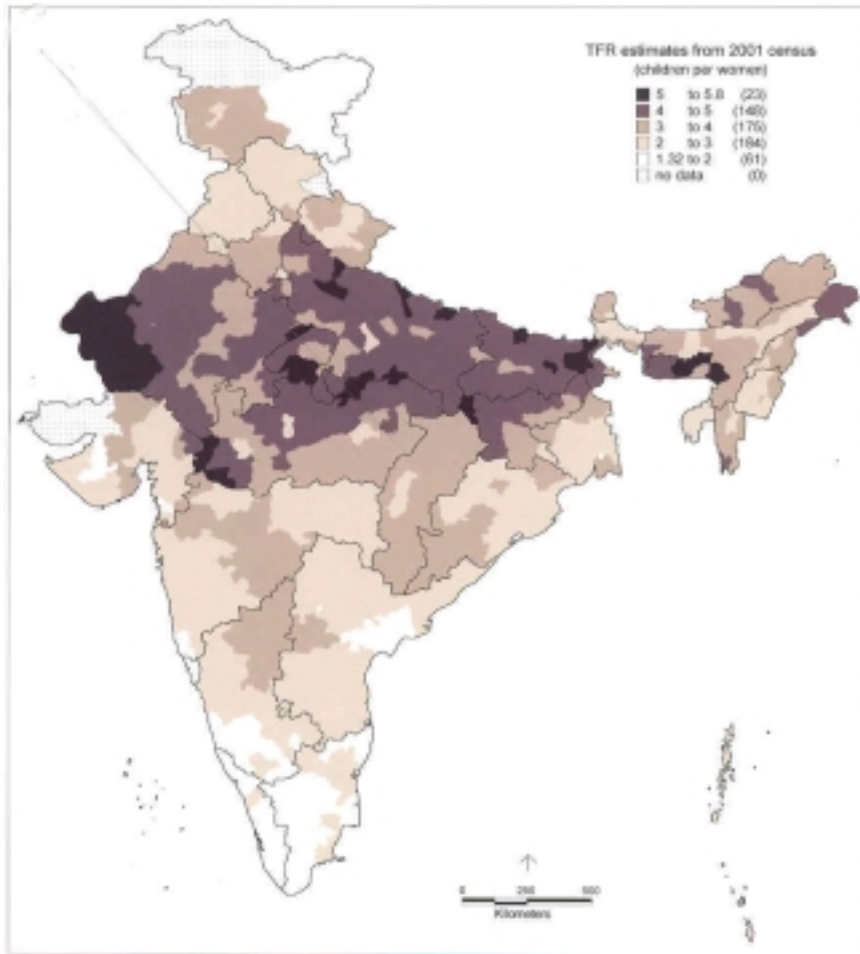 TFR estimates from 2001 census
(children per women)
5 to 5.8 (23)
4 to 5 (148)
3 to 4 (175)
2 to 3 (184)
1.32 to 2 (61)
no data (0)
0 250 500
Kilometers